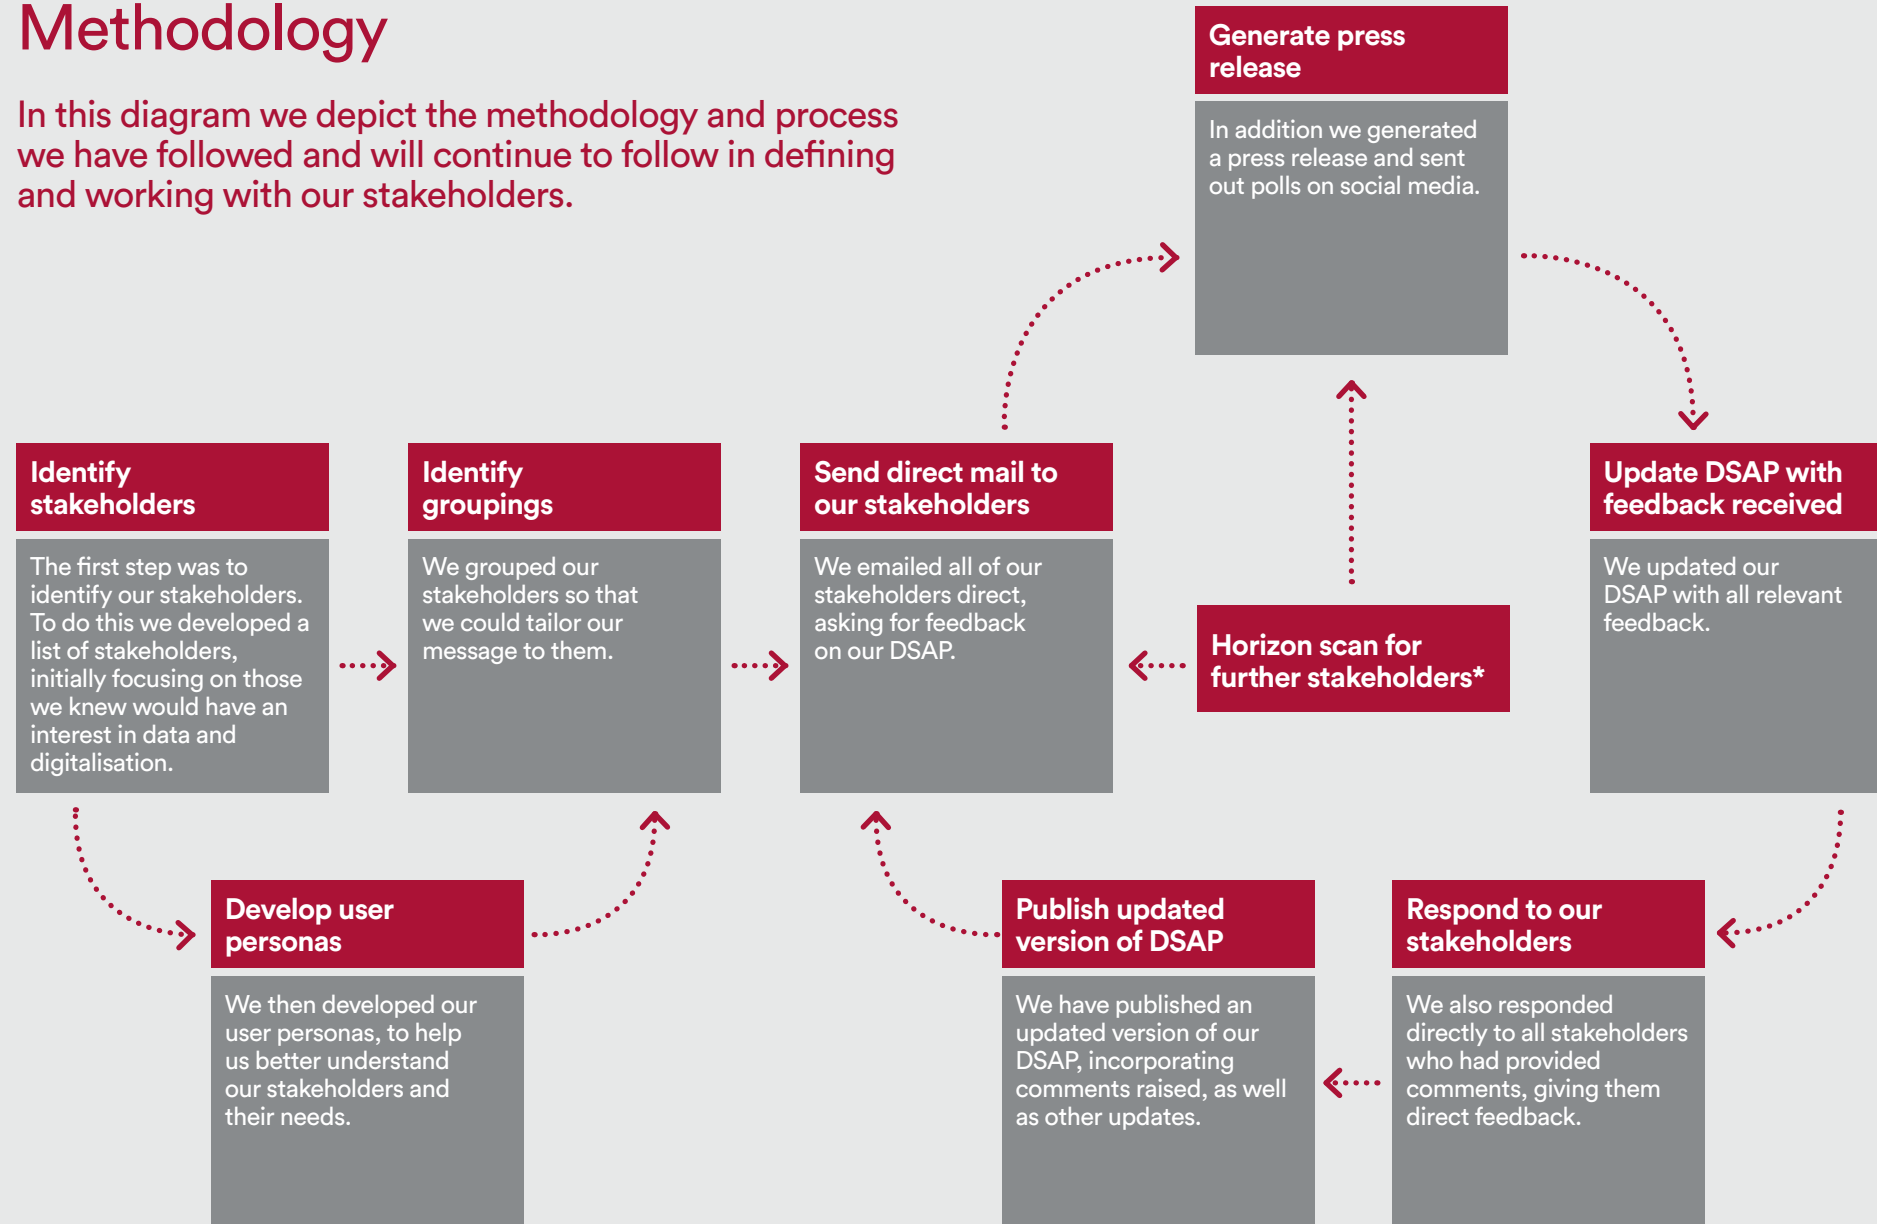 Methodology
In this diagram we depict the methodology and process
we have followed and will continue to follow in defining
and working with our stakeholders.
Identify
stakeholders
The first step was to
identify our stakeholders.
To do this we developed a
list of stakeholders,
initially focusing on those
we knew would have an
interest in data and
digitalisation.
Develop user
personas
We then developed our
user personas, to help
us better understand
our stakeholders and
their needs.
Identify
groupings
We grouped our
stakeholders so that
we could tailor our
message to them.
Send direct mail to
our stakeholders
We emailed all of our
stakeholders direct,
asking for feedback
on our DSAP.
Generate press
release
In addition we generated
a press release and sent
out polls on social media.
Horizon scan for
further stakeholders*
Update DSAP with
feedback received
We updated our
DSAP with all relevant
feedback.
Respond to our
stakeholders
We also responded
directly to all stakeholders
who had provided
comments, giving them
direct feedback.
Publish updated
version of DSAP
We have published an
updated version of our
DSAP, incorporating
comments raised, as well
as other updates.